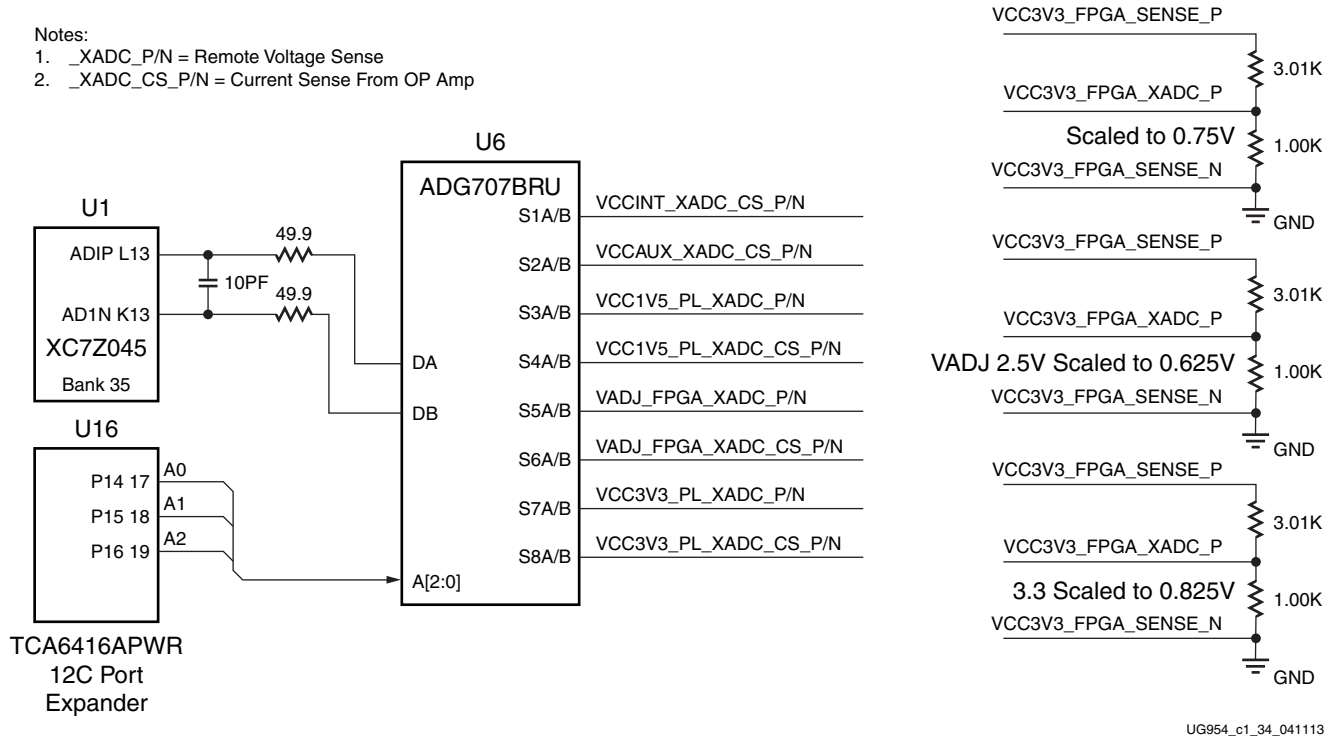 Notes:
1. _XADC_P/N = Remote Voltage Sense
2. _XADC_CS_P/N = Current Sense From OP Amp
U1
ADIP L13
AD1N K13
XC7Z045
Bank 35
10PF
49.9
49.9
U16
P14 17
P15 18
P16 19
A0
A1
A2
TCA6416APWR
12C Port
Expander
U6
ADG707BRU
DA
DB
A[2:0]
S1A/B
VCCINT_XADC_CS_P/N
S2A/B
VCCAUX_XADC_CS_P/N
S3A/B
VCC1V5_PL_XADC_P/N
S4A/B
VCC1V5_PL_XADC_CS_P/N
S5A/B
VADJ_FPGA_XADC_P/N
S6A/B
VADJ_FPGA_XADC_CS_P/N
S7A/B
VCC3V3_PL_XADC_P/N
S8A/B
VCC3V3_PL_XADC_CS_P/N
VCC3V3_FPGA_SENSE_P
3.01K
VCC3V3_FPGA_XADC_P
Scaled to 0.75V
1.00K
VCC3V3_FPGA_SENSE_N
GND
VCC3V3_FPGA_SENSE_P
3.01K
VCC3V3_FPGA_XADC_P
VADJ 2.5V Scaled to 0.625V
1.00K
VCC3V3_FPGA_SENSE_N
GND
VCC3V3_FPGA_SENSE_P
3.01K
VCC3V3_FPGA_XADC_P
3.3 Scaled to 0.825V
1.00K
VCC3V3_FPGA_SENSE_N
GND
UG954_c1_34_041113